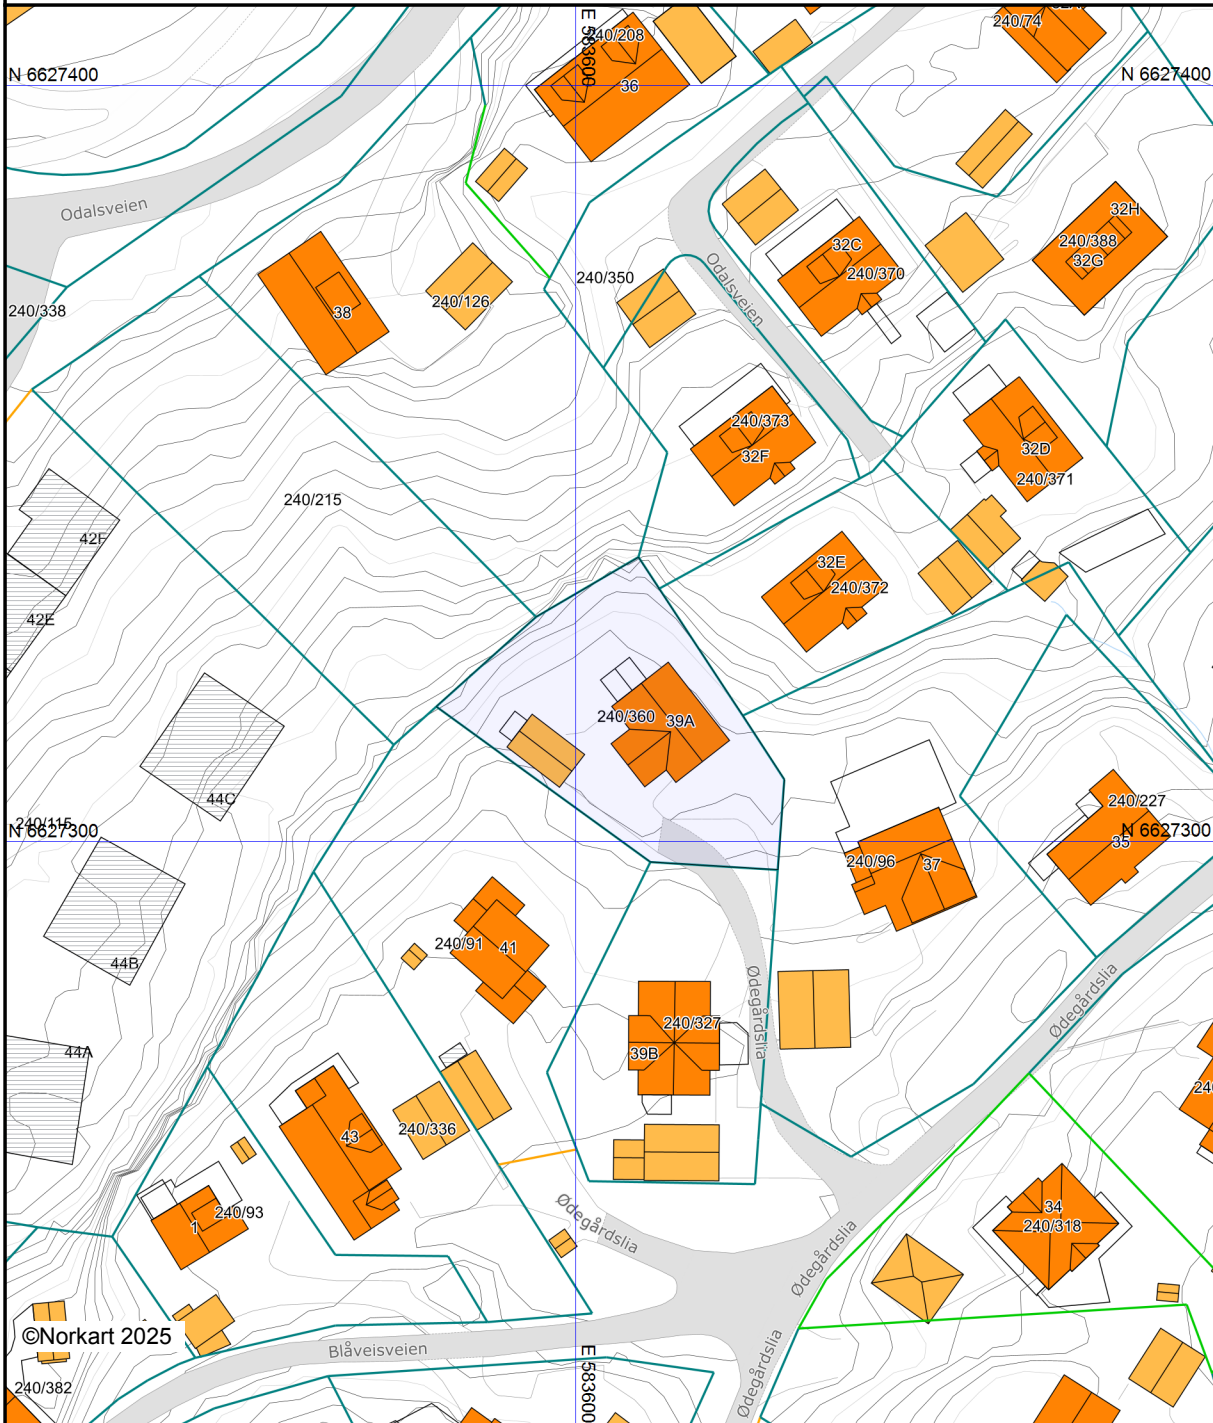 240/74
32A
E 583600
240/208
N 6627400
N 6627400
36
Odalsveien
32H
240/388
32G
32C
240/370
Odalsveien
240/350
240/126
38
240/338
240/373
32F
32D
240/371
240/215
42F
32E
240/372
42E
240/360
39A
44C
240/227
240/115
N 6627300
N 6627300
35
240/96
37
240/91
41
44B
Ødegårdslia
Ødegårdslia
240/327
39B
44A
240/336
43
240/93
1
34
240/318
Ødegårdslia
Ødegårdslia
©Norkart 2025
Blåveisveien
E 583600
Ødegårdslia
240/382